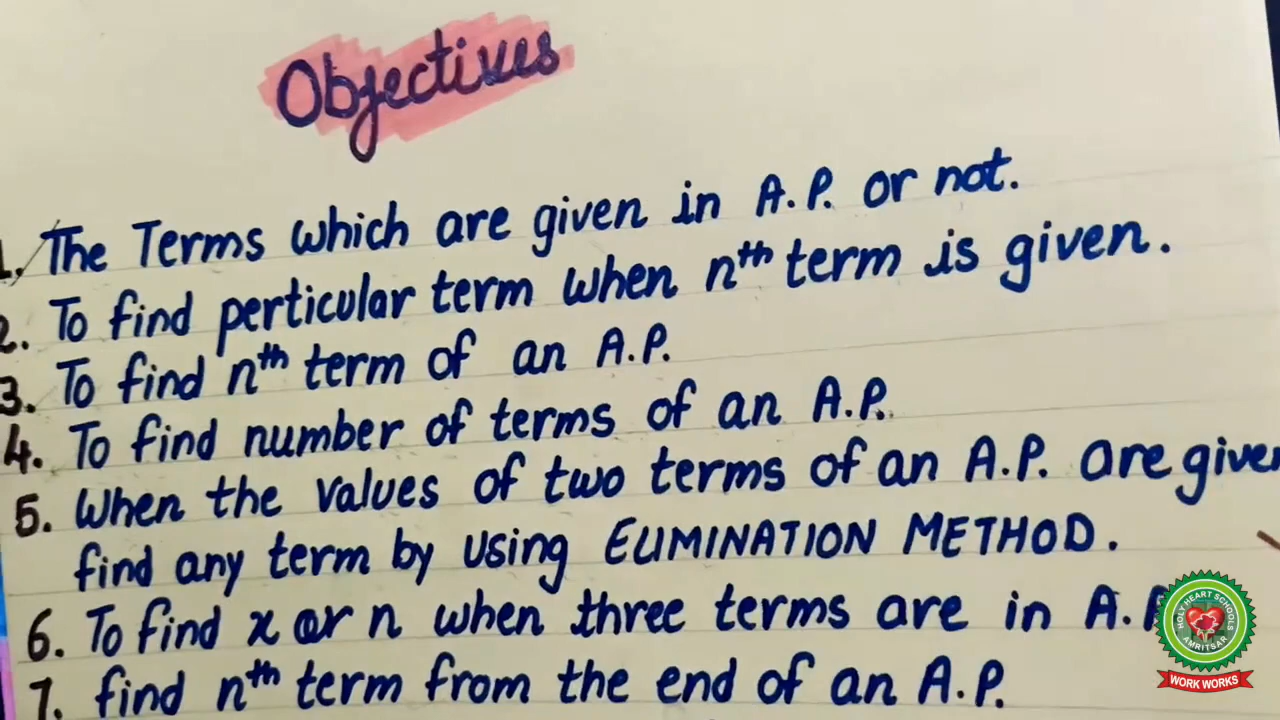 Objectives
1. The Terms which are given in A.P. or not.
2. To find perticular term when nth term is given.
3. To find nth term of an A.P.
4. To find number of terms of an A.P.
5. When the values of two terms of an A.P. are given
find any term by using ELIMINATION METHOD.
6. To find x or n when three terms are in A.P
7. find nth term from the end of an A.P.
HOLY HEART SCHOOLS
AMRITSAR
WORK WORKS